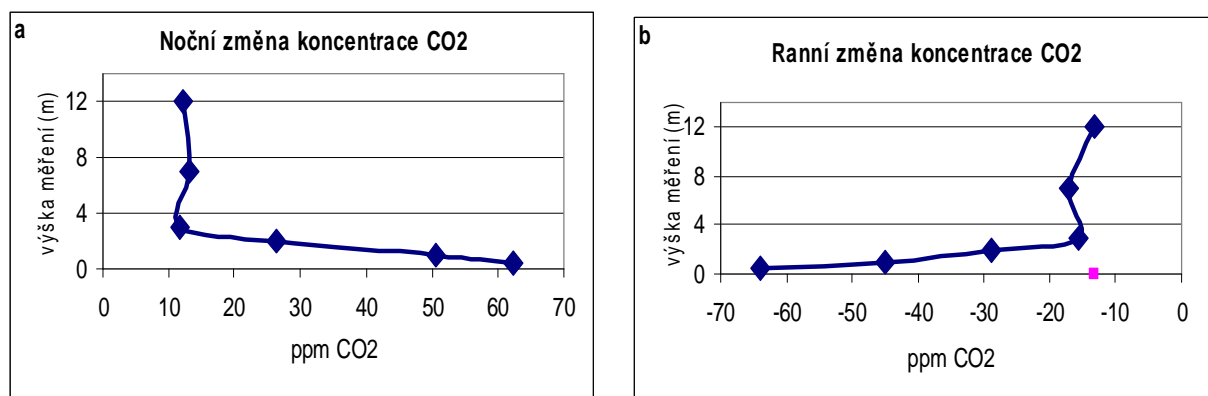 a
Noční změna koncentrace CO2
výška měření (m)
12
8
4
0
0 10 20 30 40 50 60 70
ppm CO2
b
Ranní změna koncentrace CO2
výška měření (m)
12
8
4
0
-70 -60 -50 -40 -30 -20 -10 0
ppm CO2